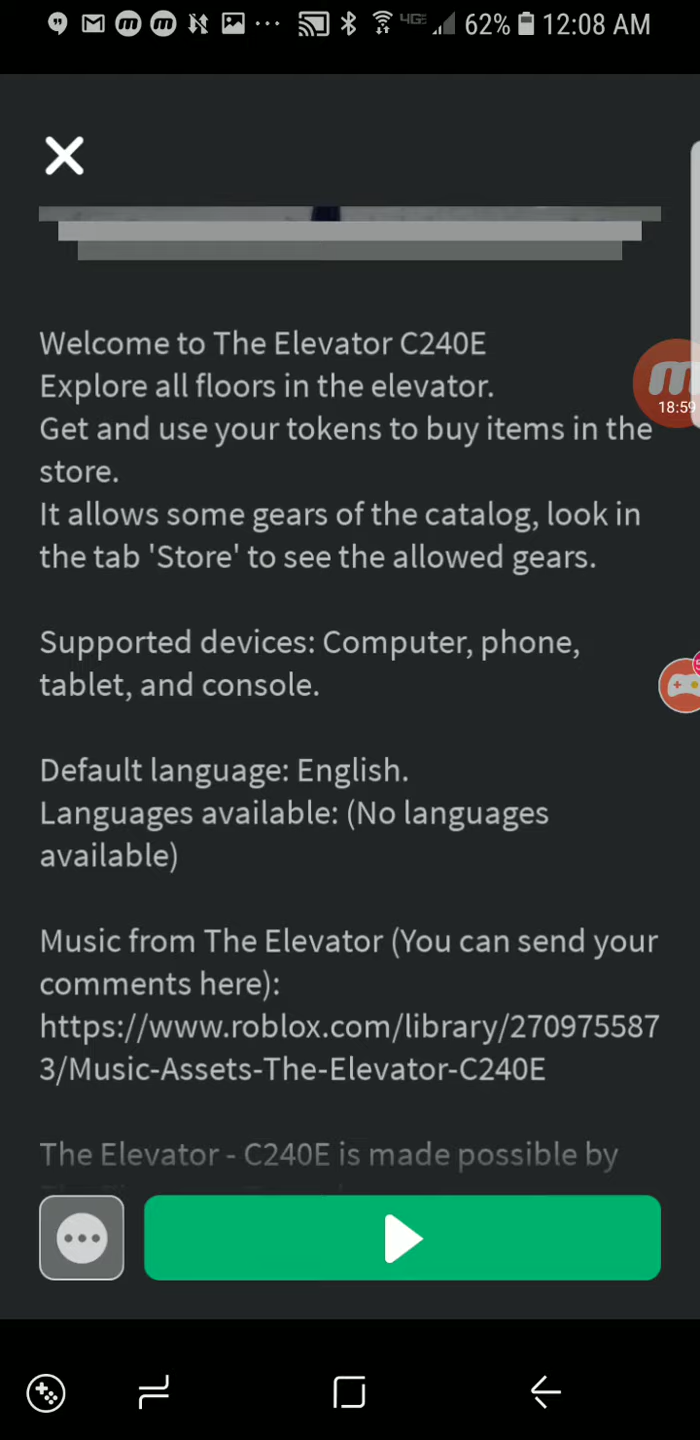 4G 62% 12:08 AM
Welcome to The Elevator C240E
Explore all floors in the elevator.
Get and use your tokens to buy items in the
18:59
store.
It allows some gears of the catalog, look in
the tab 'Store' to see the allowed gears.
Supported devices: Computer, phone,
tablet, and console.
Default language: English.
Languages available: (No languages
available)
Music from The Elevator (You can send your
comments here):
https://www.roblox.com/library/270975587
3/Music-Assets-The-Elevator-C240E
The Elevator - C240E is made possible by